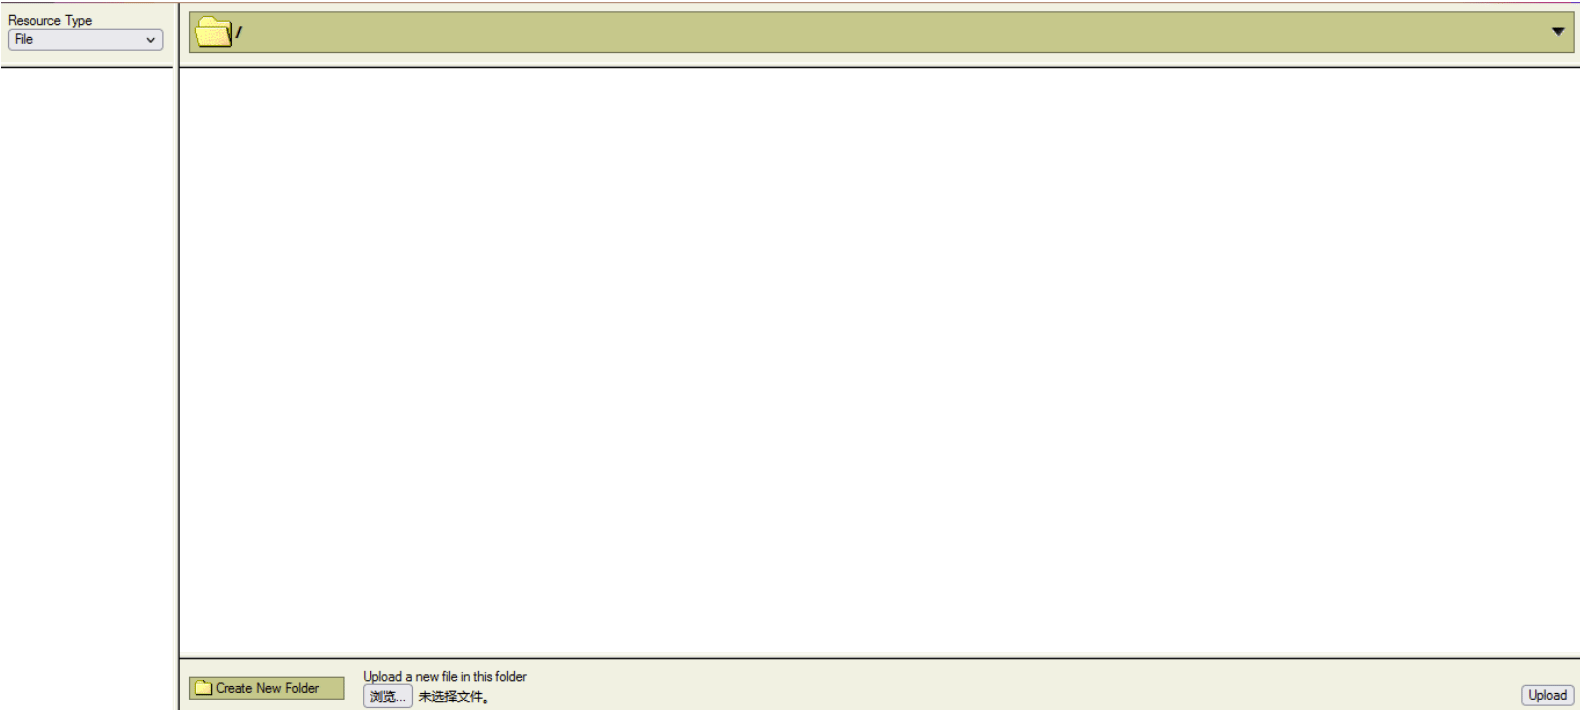 Resource Type
File
/
Create New Folder
Upload a new file in this folder
浏览... 未选择文件。
Upload